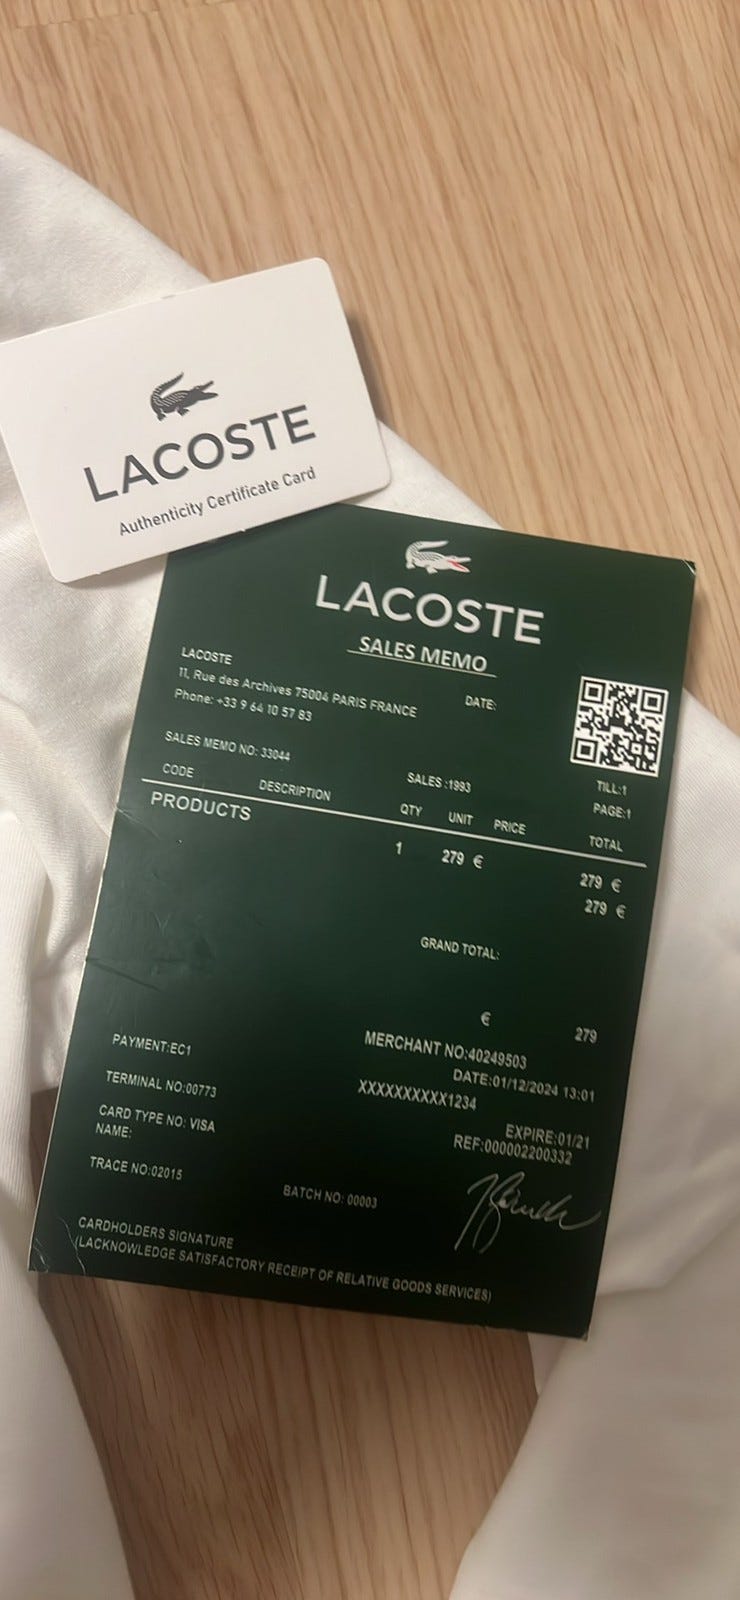 LACOSTE
Authenticity Certificate Card
LACOSTE
SALES MEMO
LACOSTE
11, Rue des Archives 75004 PARIS FRANCE
Phone: +33 9 64 10 57 83
DATE:
SALES MEMO NO: 33044
SALES :1993
TILL:1
PAGE:1
CODE DESCRIPTION QTY UNIT PRICE TOTAL
PRODUCTS
1 279 € 279 €
279 €
GRAND TOTAL:
€ 279
PAYMENT:EC1
MERCHANT NO:40249503
DATE:01/12/2024 13:01
TERMINAL NO:00773
XXXXXXXXXX1234
CARD TYPE NO: VISA
EXPIRE:01/21
NAME:
REF:000002200332
TRACE NO:02015
BATCH NO: 00003
CARDHOLDERS SIGNATURE
(LACKNOWLEDGE SATISFACTORY RECEIPT OF RELATIVE GOODS SERVICES)